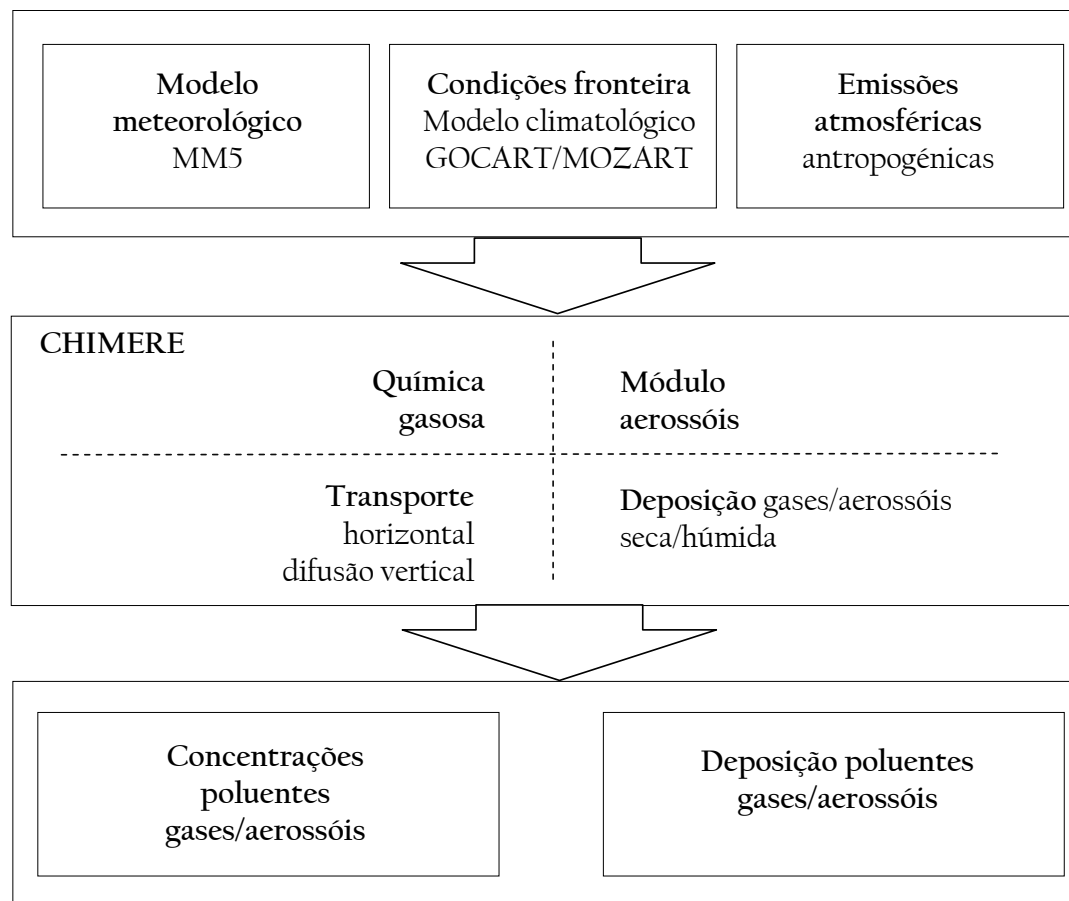 Modelo
meteorológico
MM5
Condições fronteira
Modelo climatológico
GOCART/MOZART
Emissões
atmosféricas
antropogénicas
CHIMERE
Química
gasosa
Módulo
aerossóis
Transporte
horizontal
difusão vertical
Deposição gases/aerossóis
seca/húmida
Concentrações
poluentes
gases/aerossóis
Deposição poluentes
gases/aerossóis